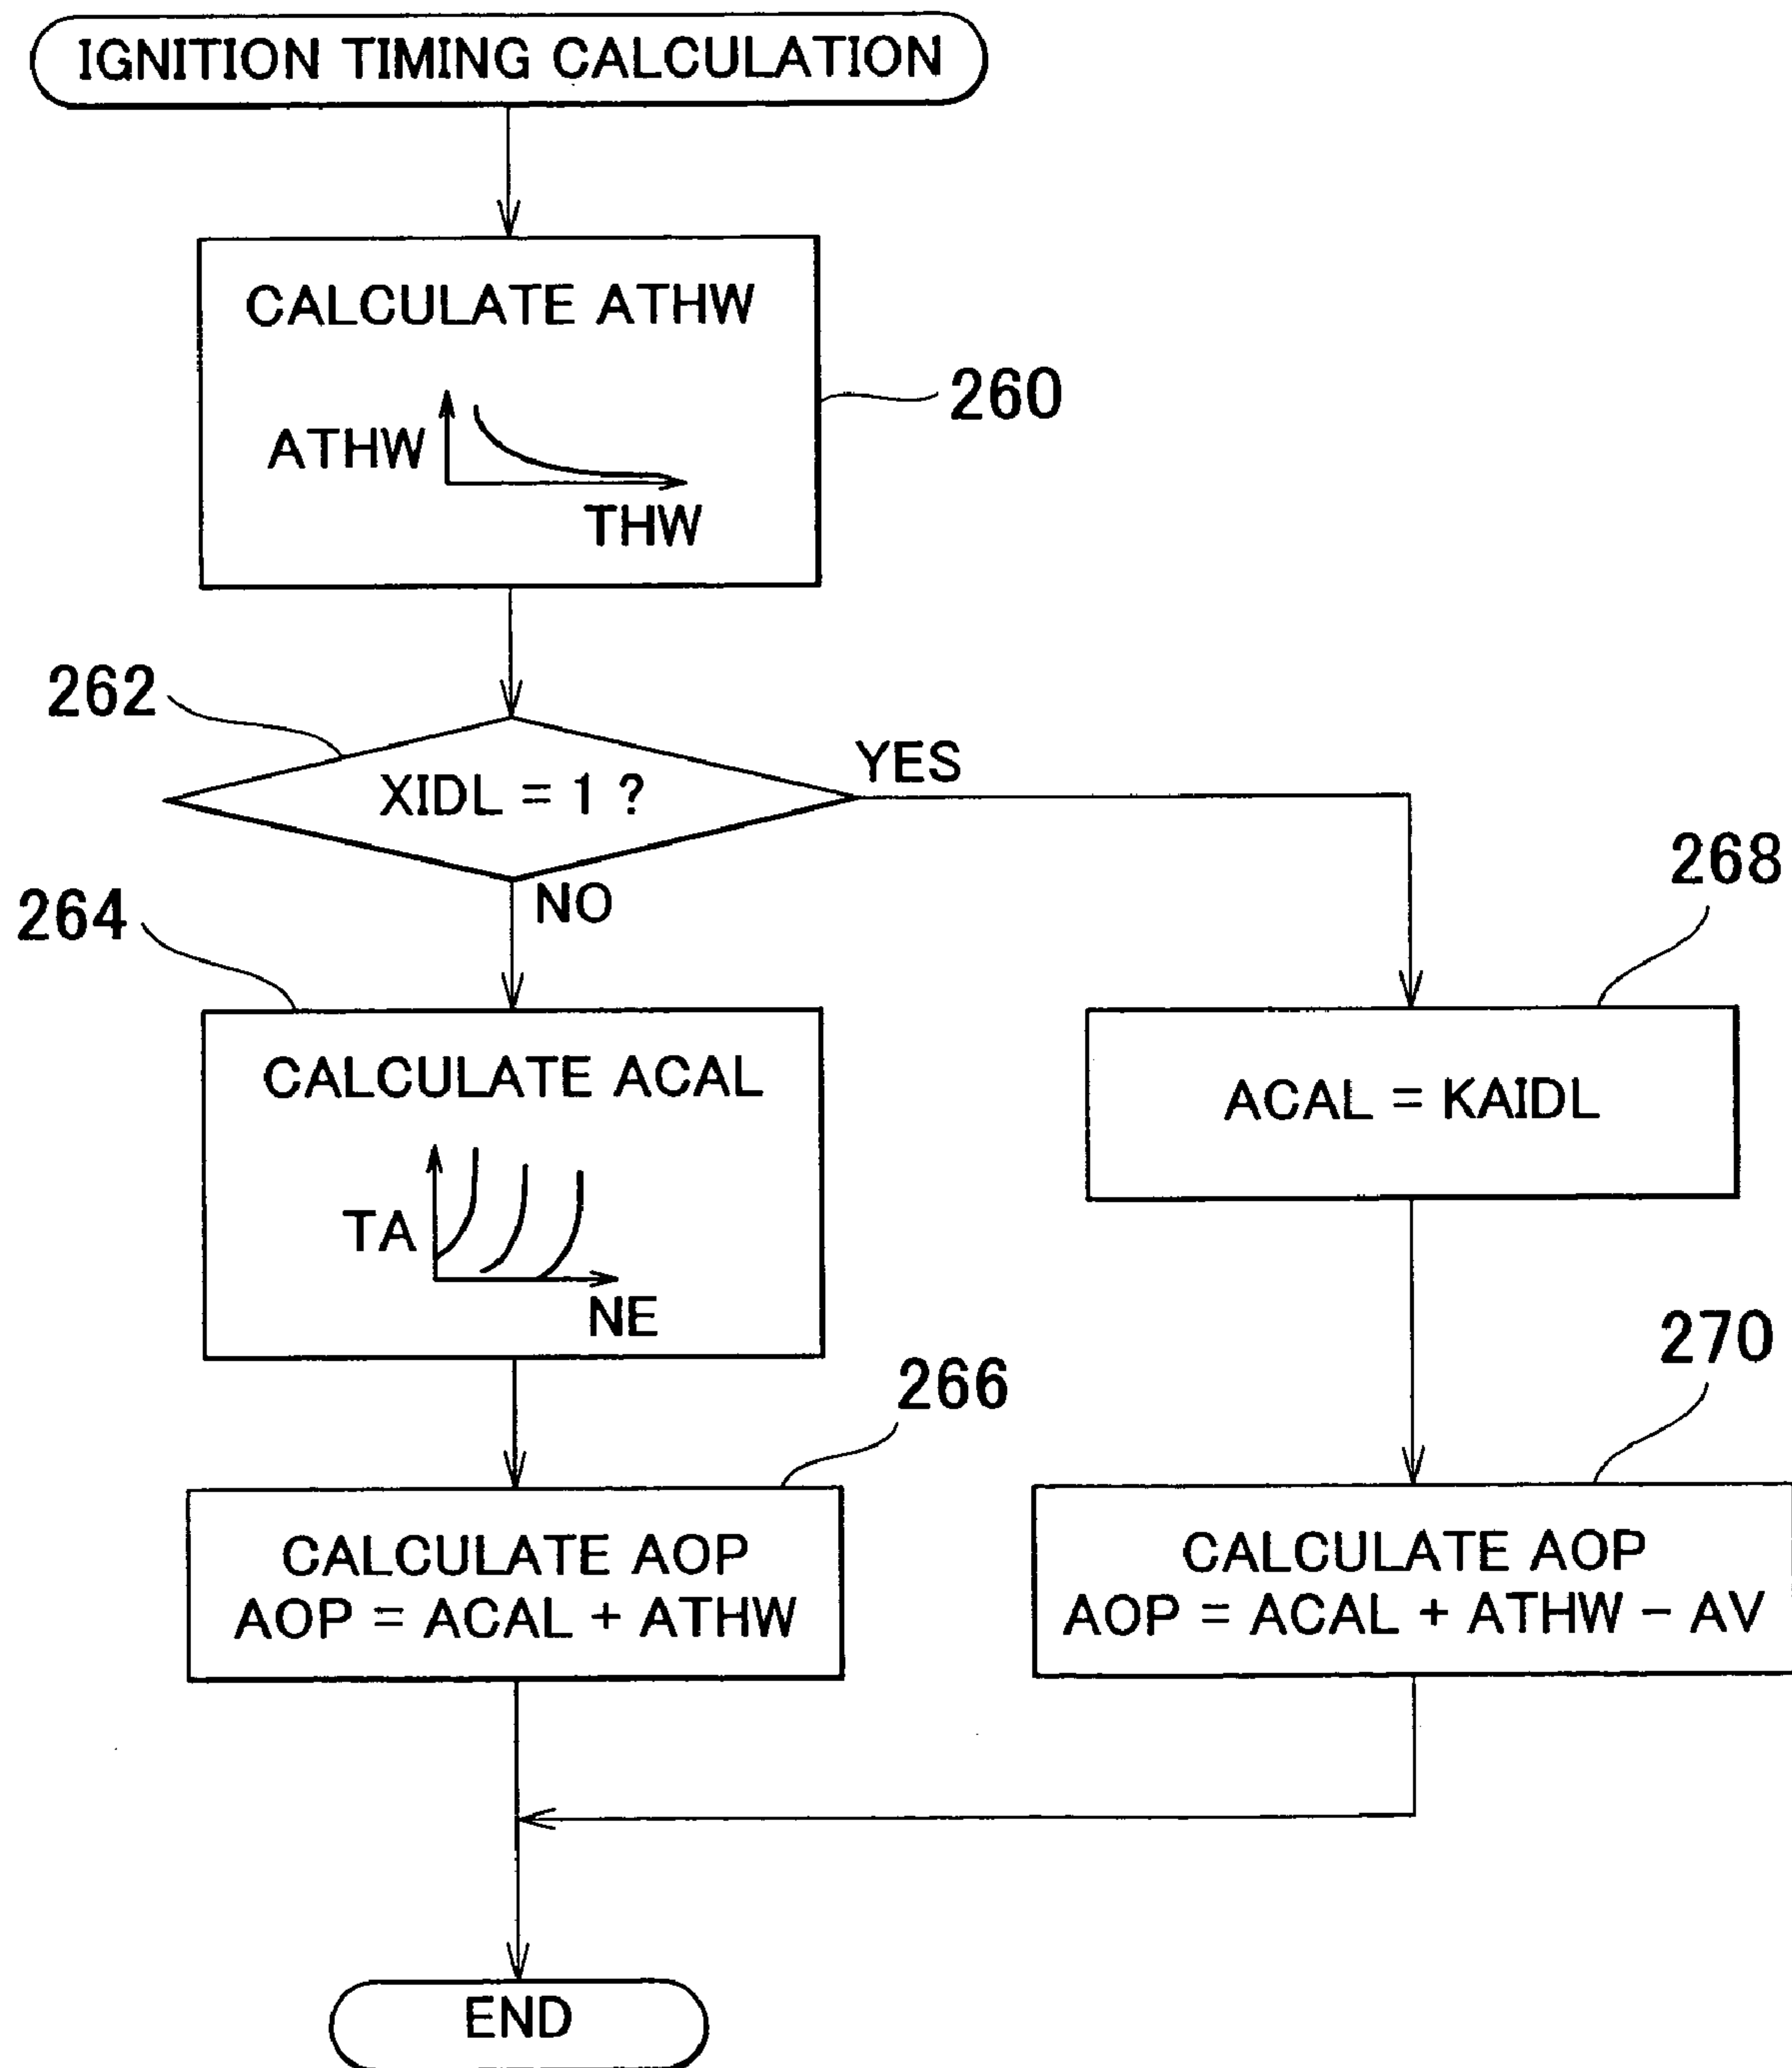 IGNITION TIMING CALCULATION
CALCULATE ATHW
ATHW
THW
260
262
XIDL = 1 ?
YES
NO
264
CALCULATE ACAL
TA
NE
268
ACAL = KAIDL
266
CALCULATE AOP
AOP = ACAL + ATHW
270
CALCULATE AOP
AOP = ACAL + ATHW − AV
END